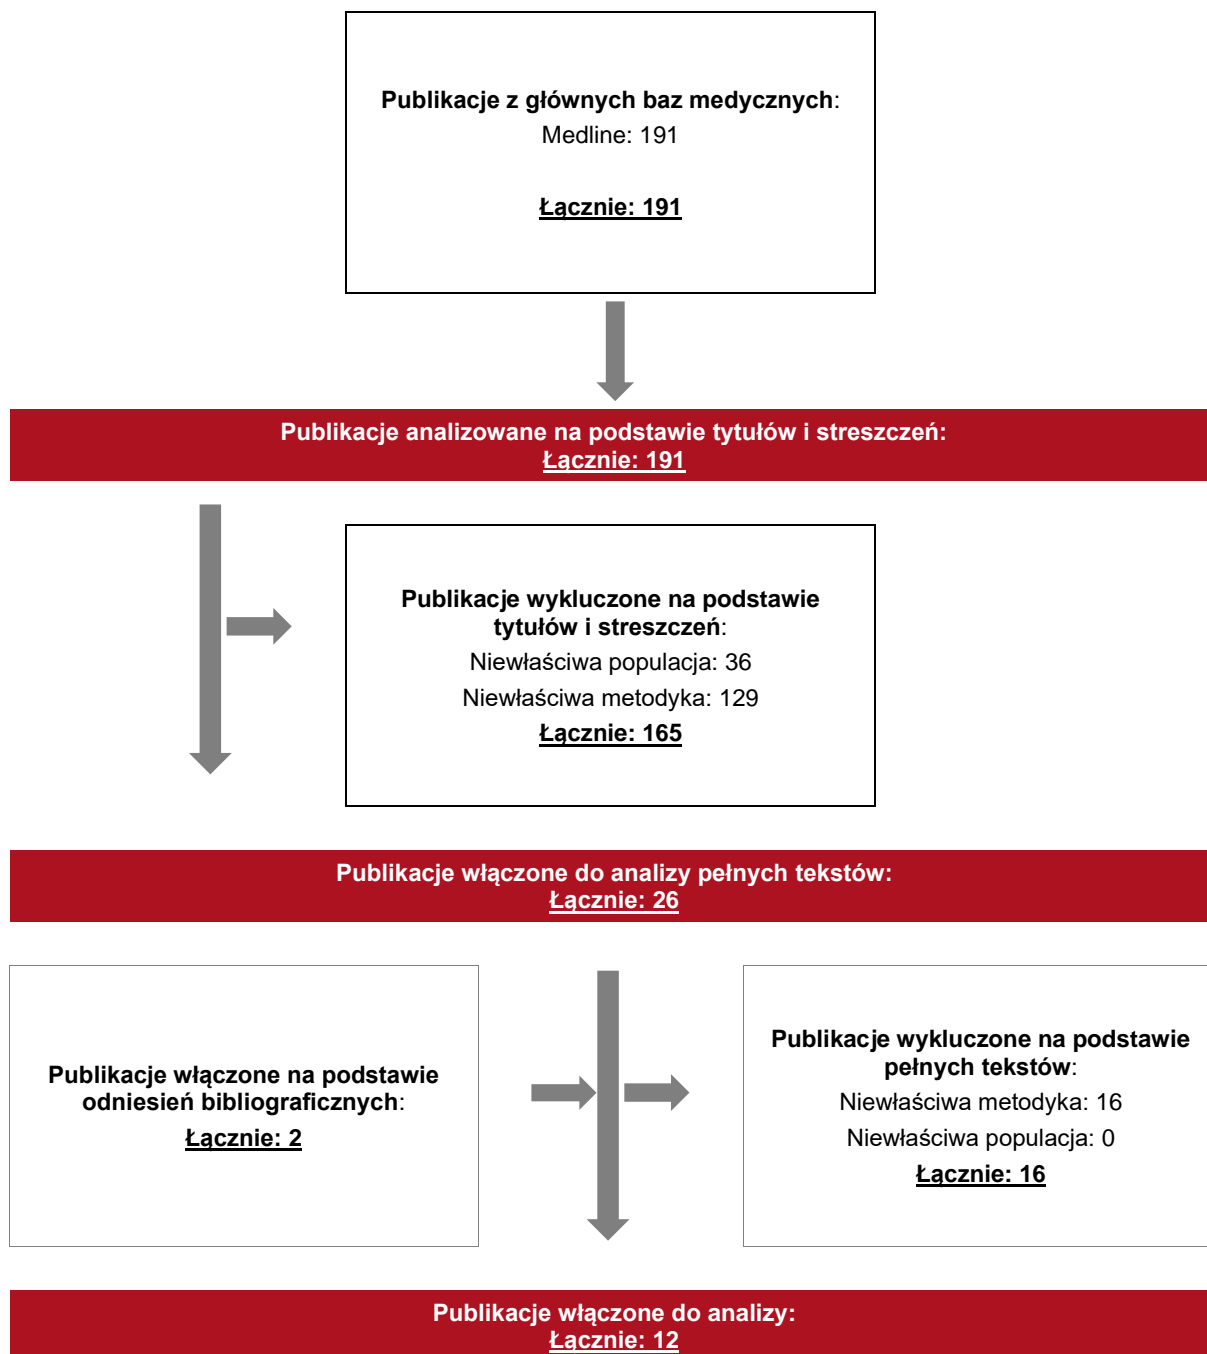 Publikacje z głównych baz medycznych:
Medline: 191
Łącznie: 191
Publikacje analizowane na podstawie tytułów i streszczeń:
Łącznie: 191
Publikacje wykluczone na podstawie
tytułów i streszczeń:
Niewłaściwa populacja: 36
Niewłaściwa metodyka: 129
Łącznie: 165
Publikacje włączone do analizy pełnych tekstów:
Łącznie: 26
Publikacje włączone na podstawie
odniesień bibliograficznych:
Łącznie: 2
Publikacje wykluczone na podstawie
pełnych tekstów:
Niewłaściwa metodyka: 16
Niewłaściwa populacja: 0
Łącznie: 16
Publikacje włączone do analizy:
Łącznie: 12